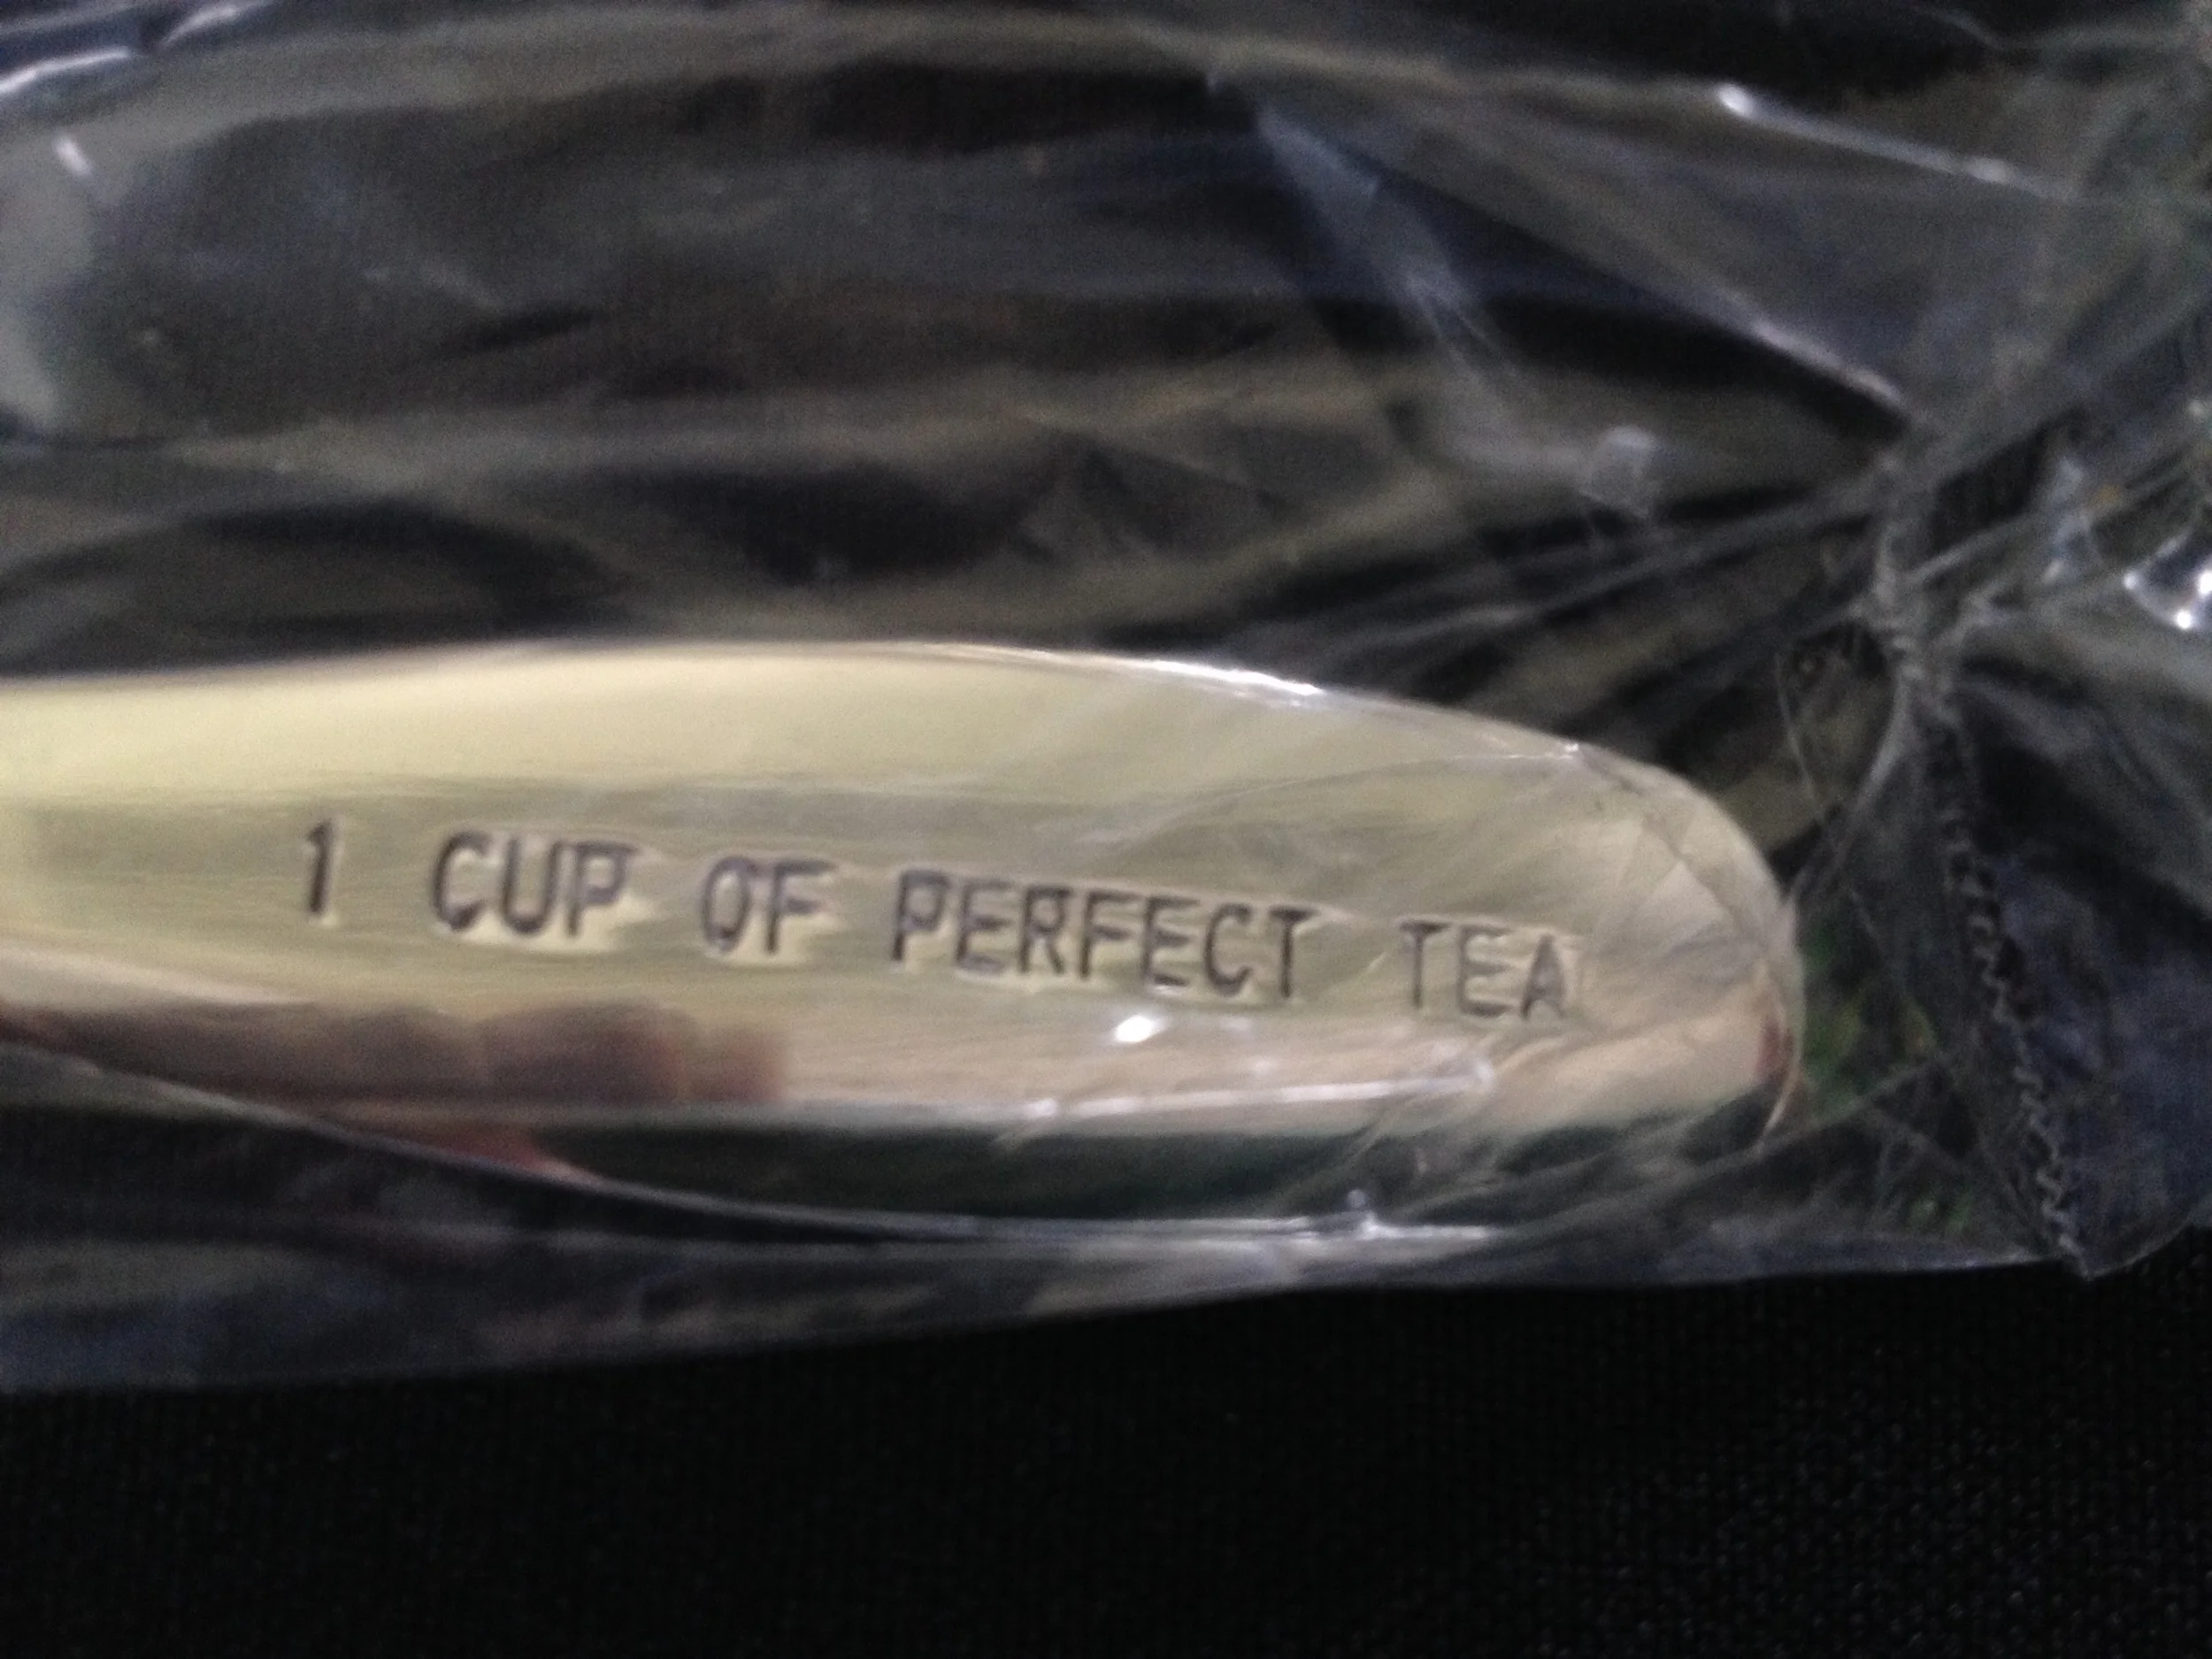 1 CUP OF PERFECT TEA